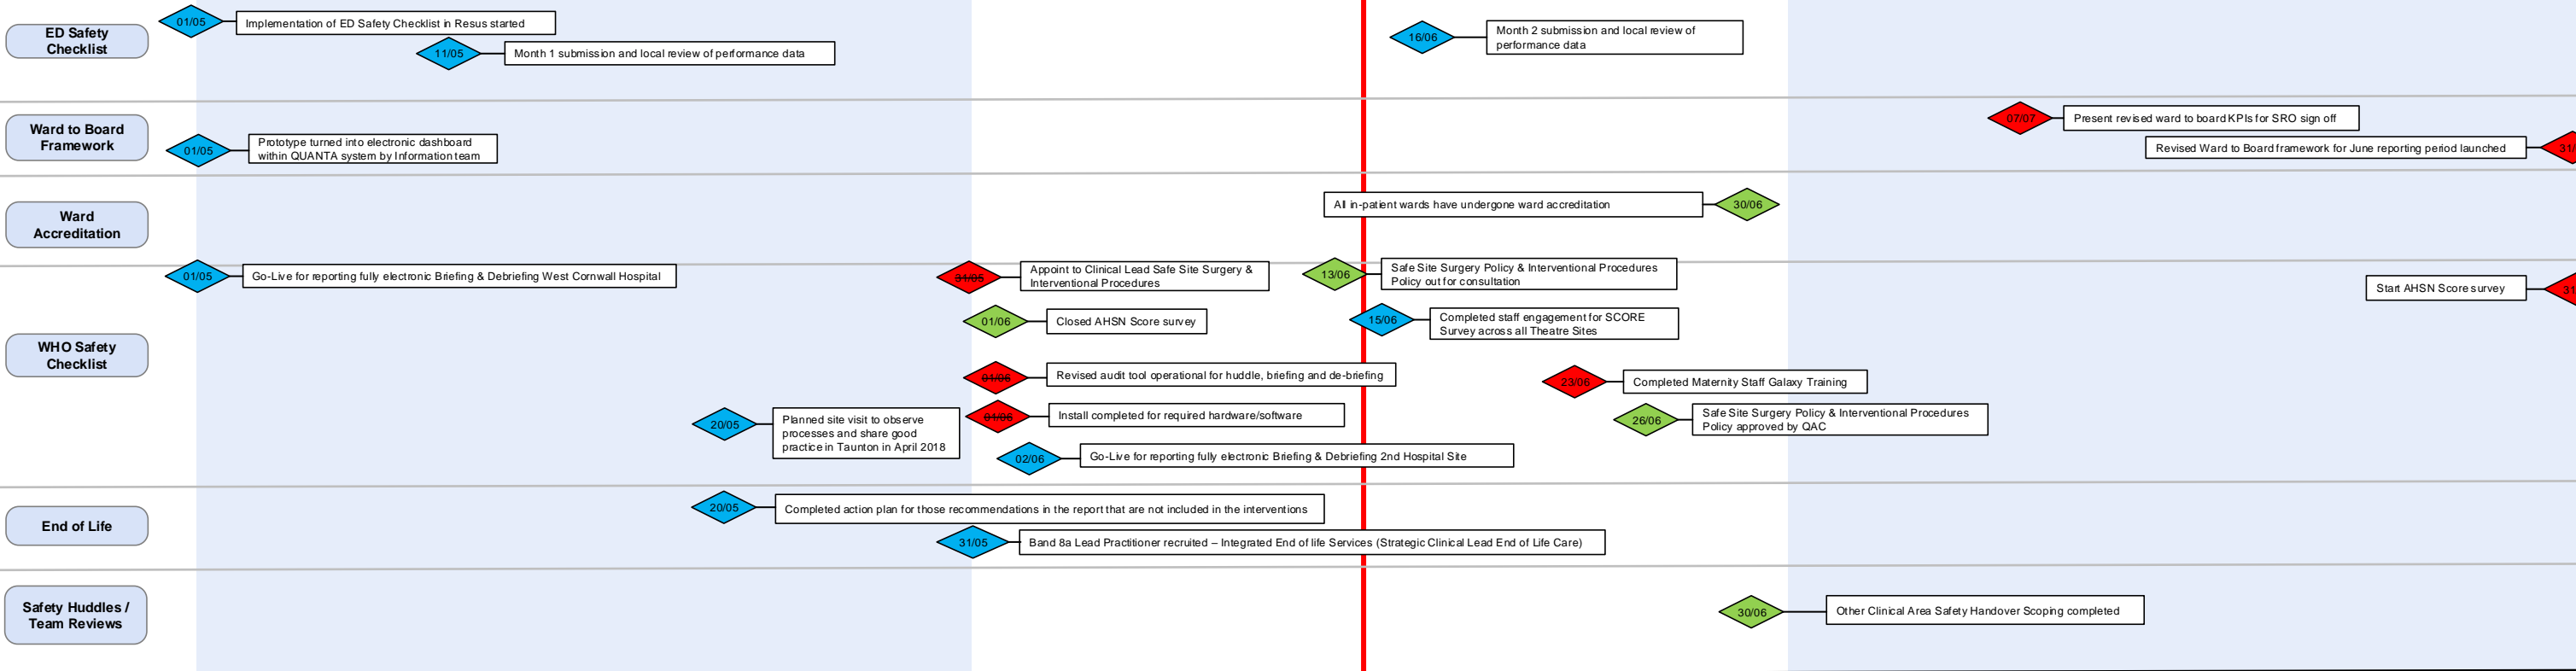 ED Safety
Checklist
01/05
Implementation of ED Safety Checklist in Resus started
11/05
Month 1 submission and local review of performance data
16/06
Month 2 submission and local review of
performance data
Ward to Board
Framework
01/05
Prototype turned into electronic dashboard
within QUANTA system by Information team
07/07
Present revised ward to board KPIs for SRO sign off
Revised Ward to Board framework for June reporting period launched
31/
Ward
Accreditation
All in-patient wards have undergone ward accreditation
30/06
WHO Safety
Checklist
01/05
Go-Live for reporting fully electronic Briefing & Debriefing West Cornwall Hospital
31/05
Appoint to Clinical Lead Safe Site Surgery &
Interventional Procedures
13/06
Safe Site Surgery Policy & Interventional Procedures
Policy out for consultation
Start AHSN Score survey
31
01/06
Closed AHSN Score survey
15/06
Completed staff engagement for SCORE
Survey across all Theatre Sites
01/06
Revised audit tool operational for huddle, briefing and de-briefing
23/06
Completed Maternity Staff Galaxy Training
20/05
Planned site visit to observe
processes and share good
practice in Taunton in April 2018
01/06
Install completed for required hardware/software
26/06
Safe Site Surgery Policy & Interventional Procedures
Policy approved by QAC
02/06
Go-Live for reporting fully electronic Briefing & Debriefing 2nd Hospital Site
End of Life
20/05
Completed action plan for those recommendations in the report that are not included in the interventions
31/05
Band 8a Lead Practitioner recruited – Integrated End of life Services (Strategic Clinical Lead End of Life Care)
Safety Huddles /
Team Reviews
30/06
Other Clinical Area Safety Handover Scoping completed